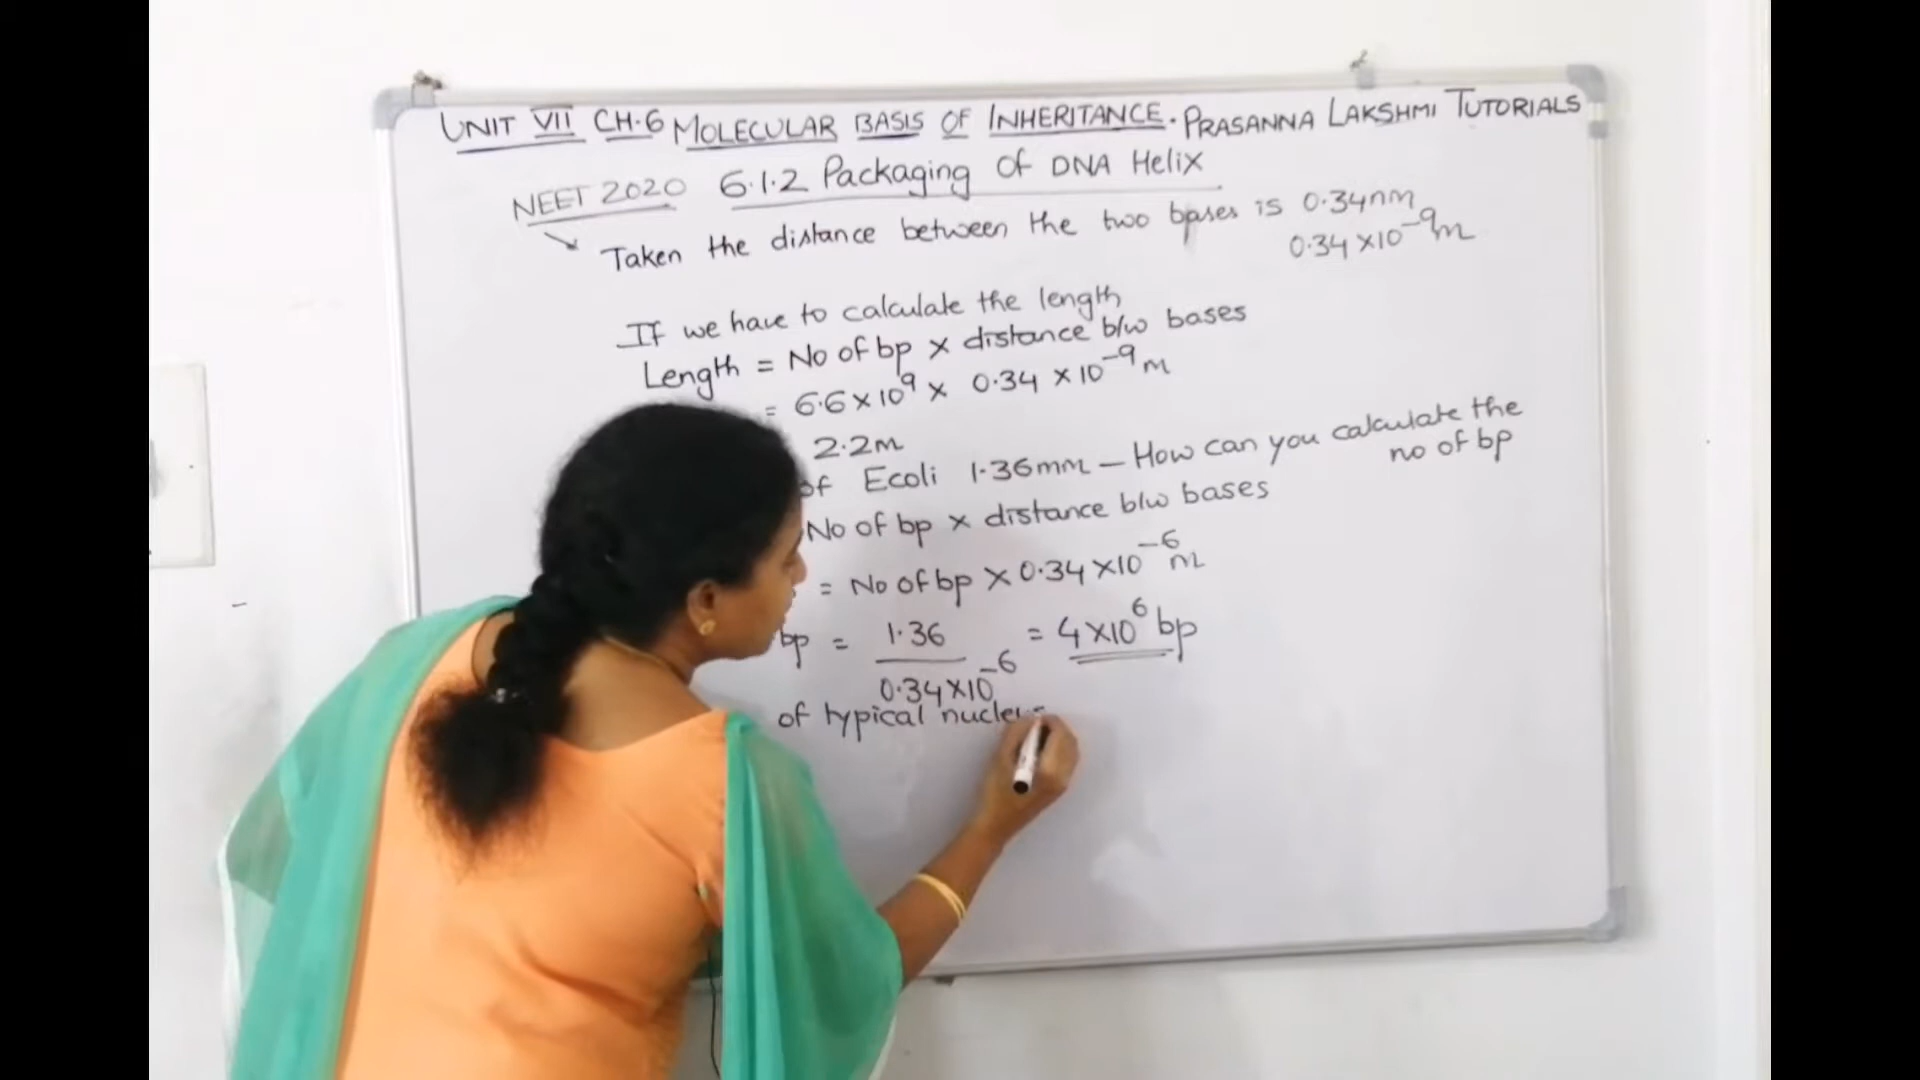 UNIT VII CH.6 MOLECULAR BASIS OF INHERITANCE. PRASANNA LAKSHMI TUTORIALS
NEET 2020 6.1.2 Packaging Of DNA Helix
Taken the distance between the two bases is 0.34nm
0.34 × 10⁻⁹m
If we have to calculate the length
Length = No of bp × distance b/w bases
= 6.6 × 10⁹ × 0.34 × 10⁻⁹ m
2.2m
of Ecoli 1.36mm – How can you calculate the
no of bp
No of bp × distance b/w bases
= No of bp × 0.34 × 10⁻⁶ m
bp = 1.36 / 0.34×10⁻⁶ = 4×10⁶ bp
of typical nucleus